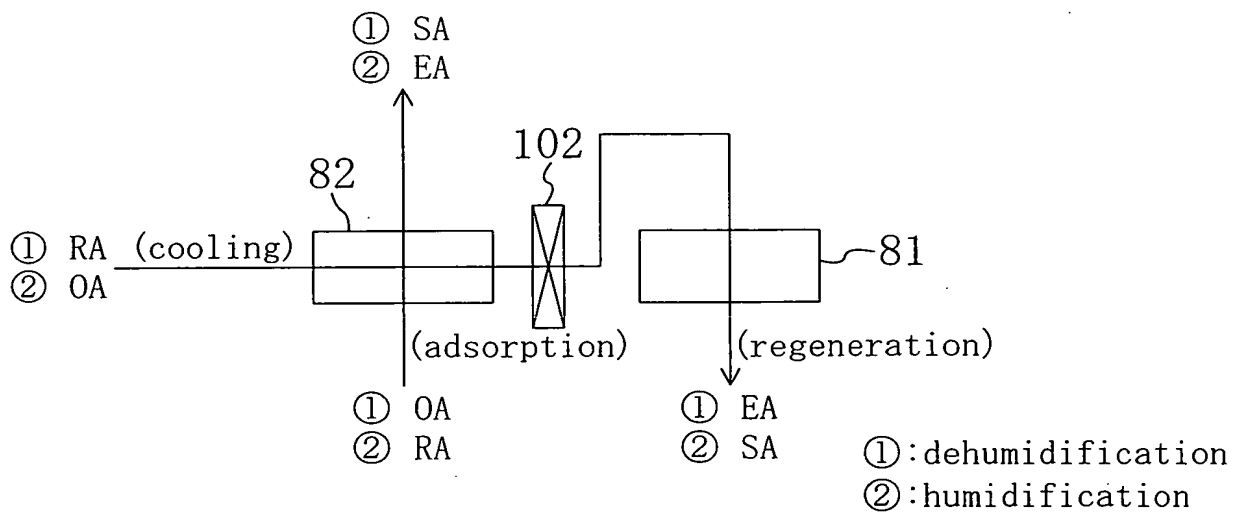 ① SA
② EA
102
82
① RA (cooling)
② OA
81
(adsorption)
(regeneration)
① OA
② RA
① EA
② SA
①:dehumidification
②:humidification